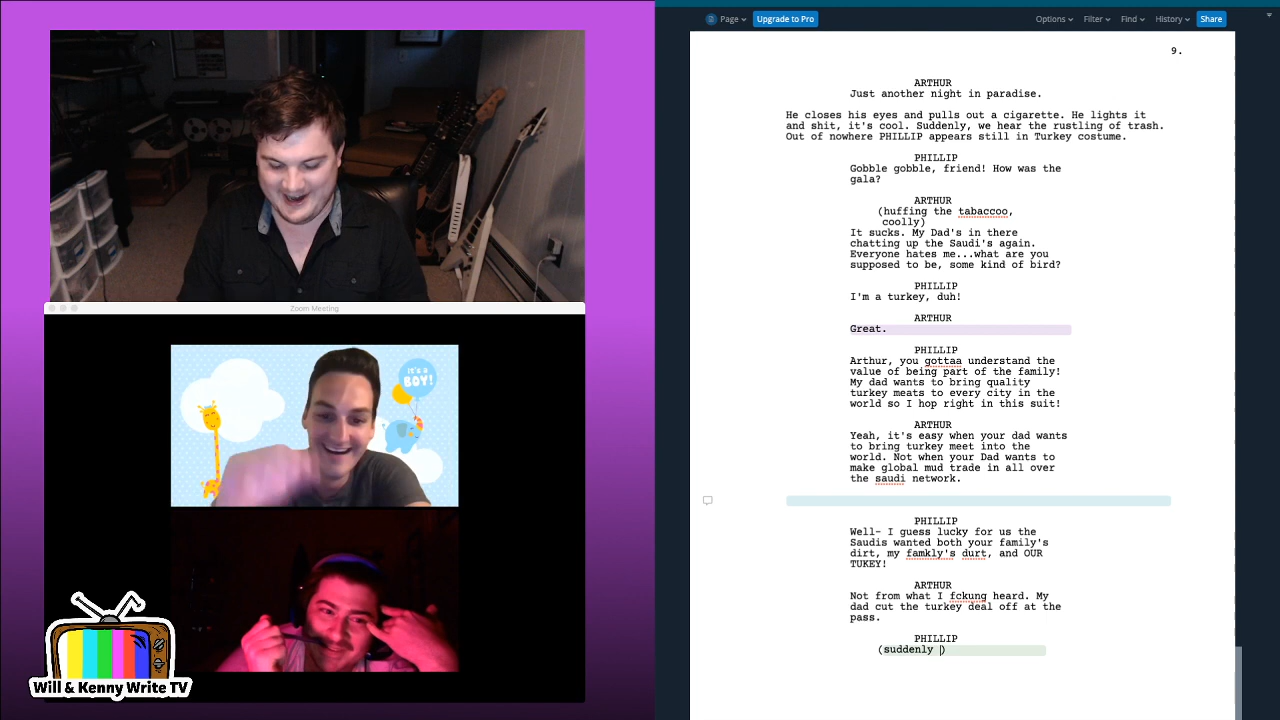 Page
Upgrade to Pro
Options
Filter
Find
History
Share
9.
ARTHUR
Just another night in paradise.
He closes his eyes and pulls out a cigarette. He lights it
and shit, it's cool. Suddenly, we hear the rustling of trash.
Out of nowhere PHILLIP appears still in Turkey costume.
PHILLIP
Gobble gobble, friend! How was the
gala?
ARTHUR
(huffing the tabaccoo,
coolly)
It sucks. My Dad's in there
chatting up the Saudi's again.
Everyone hates me...what are you
supposed to be, some kind of bird?
PHILLIP
I'm a turkey, duh!
ARTHUR
Great.
PHILLIP
Arthur, you gottaa understand the
value of being part of the family!
My dad wants to bring quality
turkey meats to every city in the
world so I hop right in this suit!
ARTHUR
Yeah, it's easy when your dad wants
to bring turkey meet into the
world. Not when your Dad wants to
make global mud trade in all over
the saudi network.
PHILLIP
Well- I guess lucky for us the
Saudis wanted both your family's
dirt, my famkly's durt, and OUR
TUKEY!
ARTHUR
Not from what I fckung heard. My
dad cut the turkey deal off at the
pass.
PHILLIP
(suddenly )
Zoom Meeting
IT'S A
BOY!
Will & Kenny Write TV